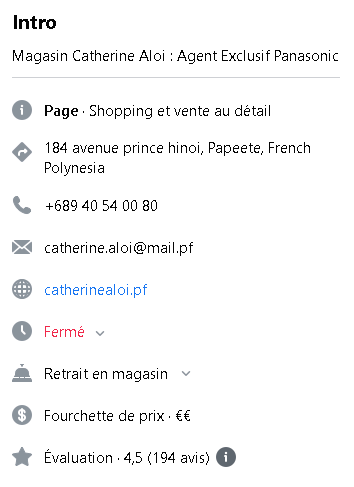 Intro
Magasin Catherine Aloi : Agent Exclusif Panasonic
Page · Shopping et vente au détail
184 avenue prince hinoi, Papeete, French
Polynesia
+689 40 54 00 80
catherine.aloi@mail.pf
catherinealoi.pf
Fermé
Retrait en magasin
Fourchette de prix · €€
Évaluation · 4,5 (194 avis)